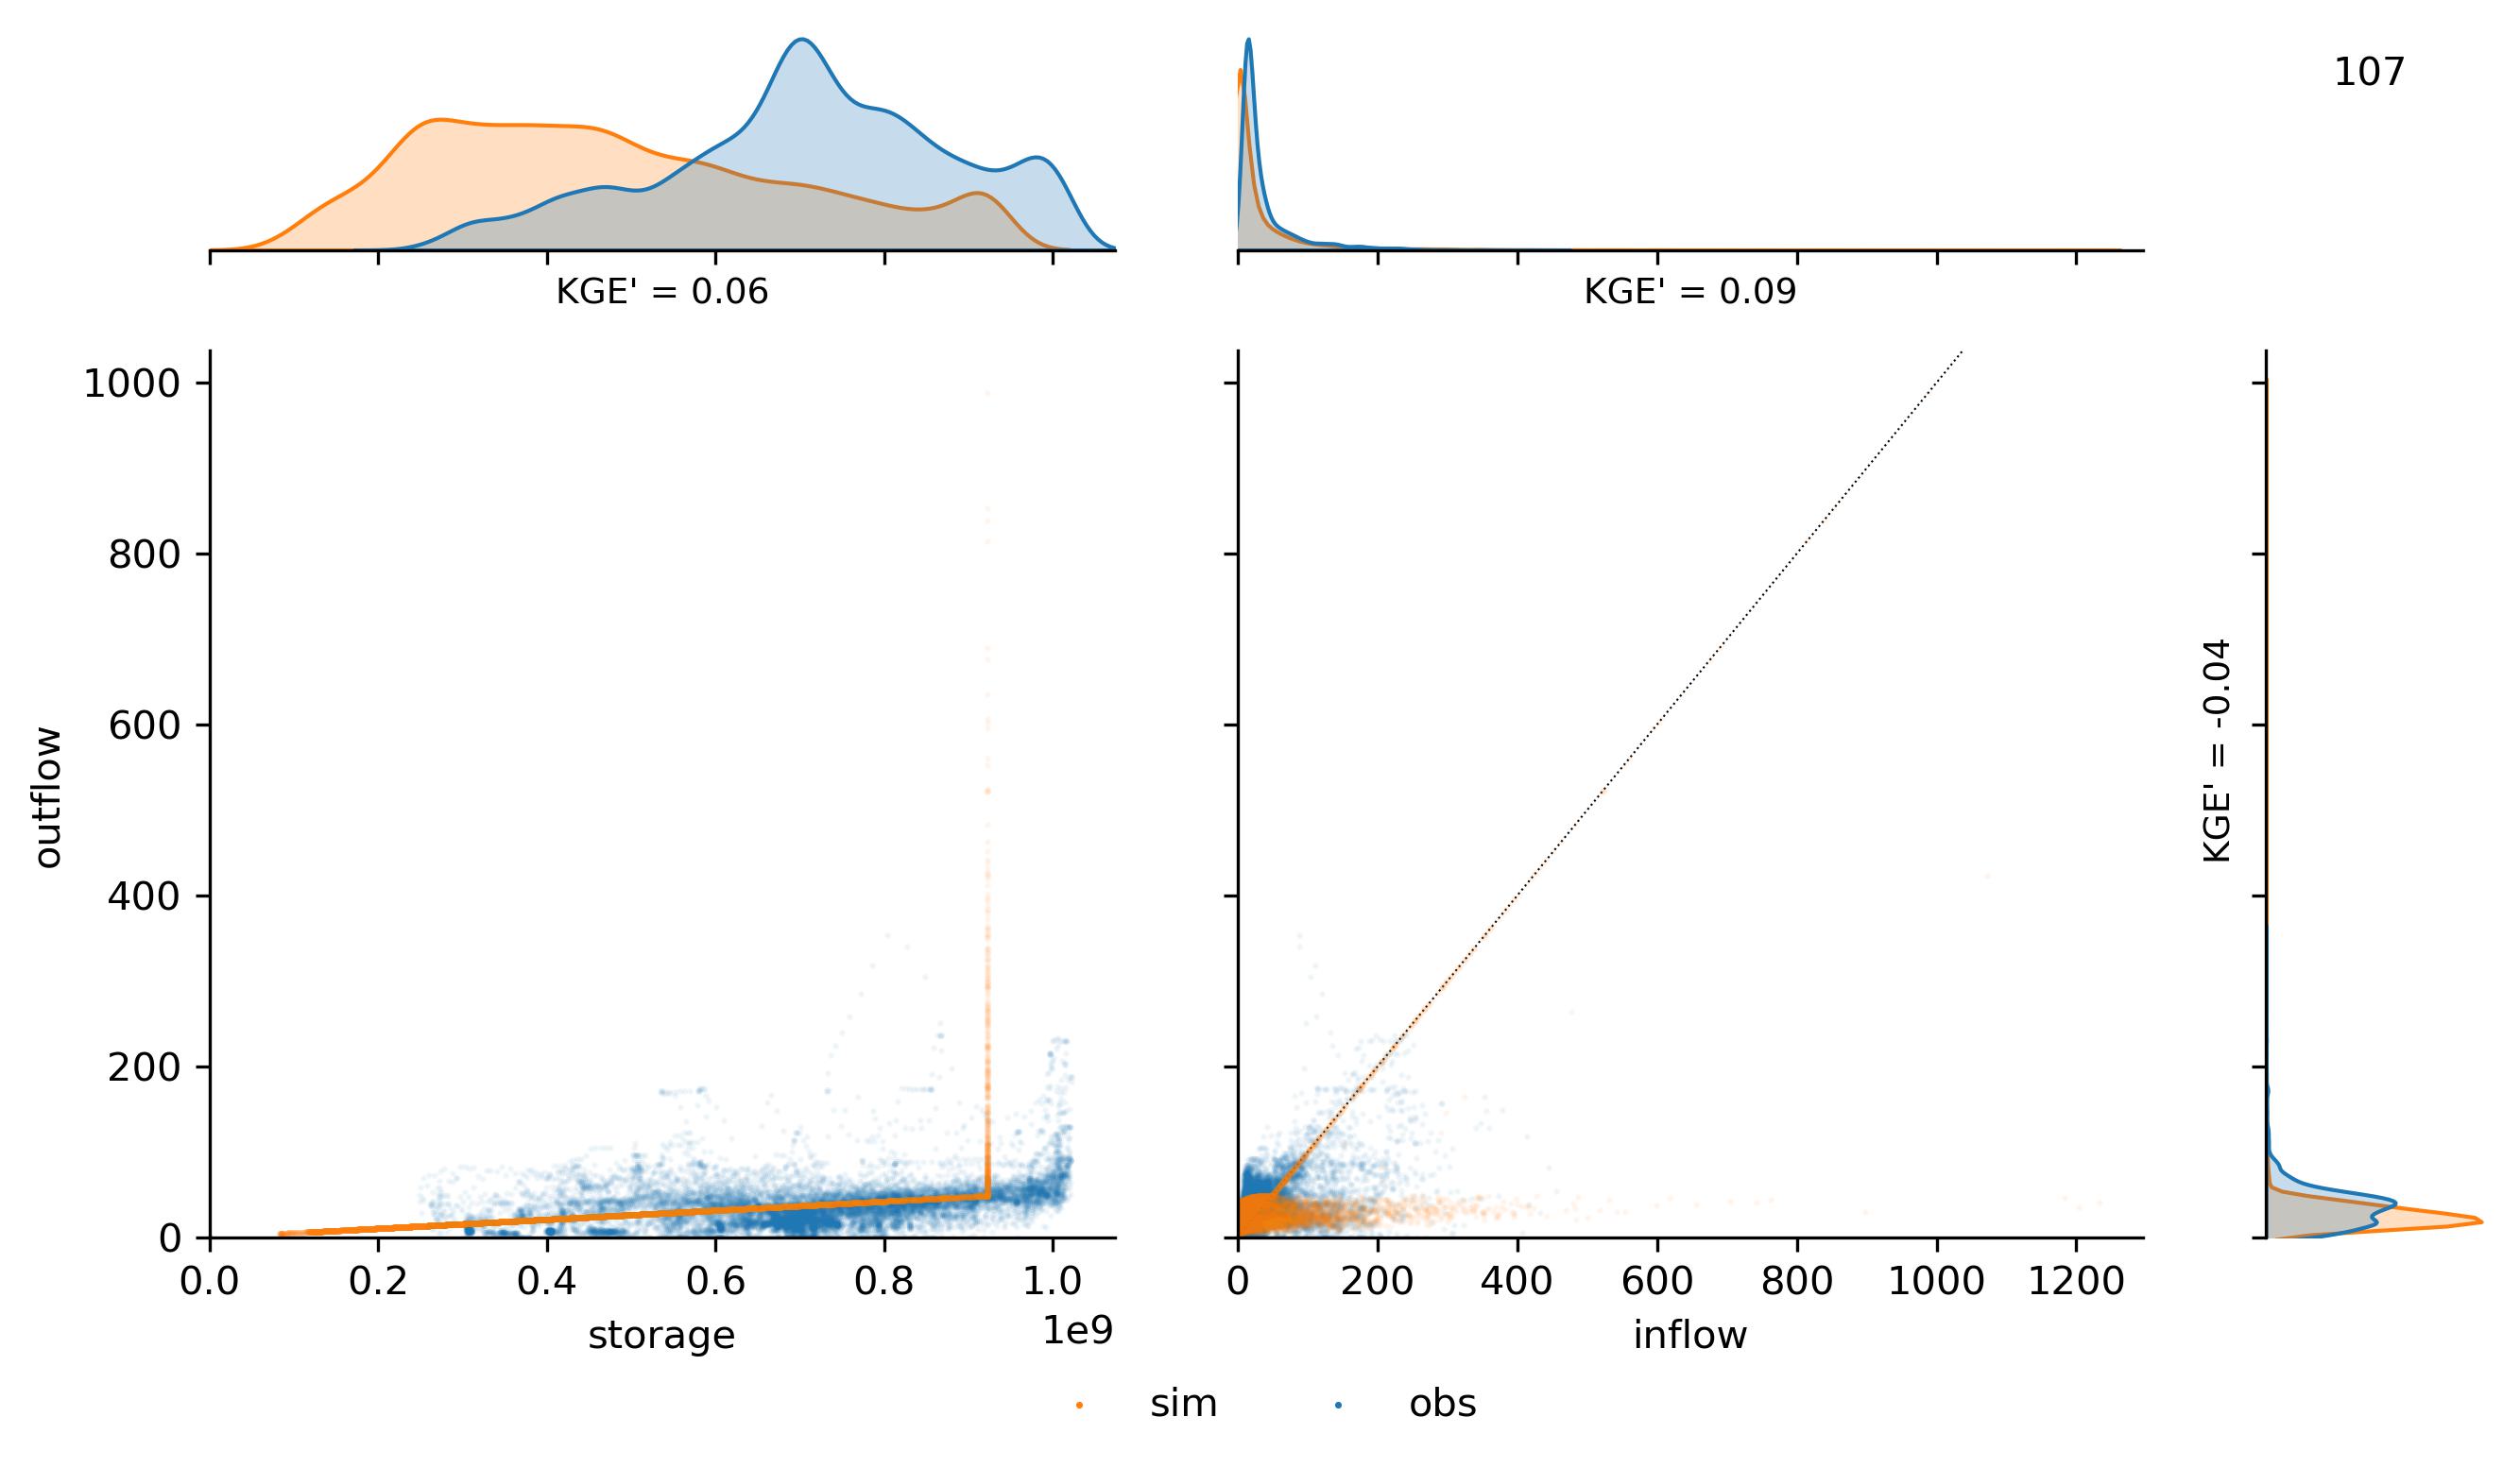 107
KGE' = 0.06
KGE' = 0.09
1000
800
600
400
200
0
outflow
KGE' = -0.04
0.0 0.2 0.4 0.6 0.8 1.0
1e9
storage
0 200 400 600 800 1000 1200
inflow
sim obs